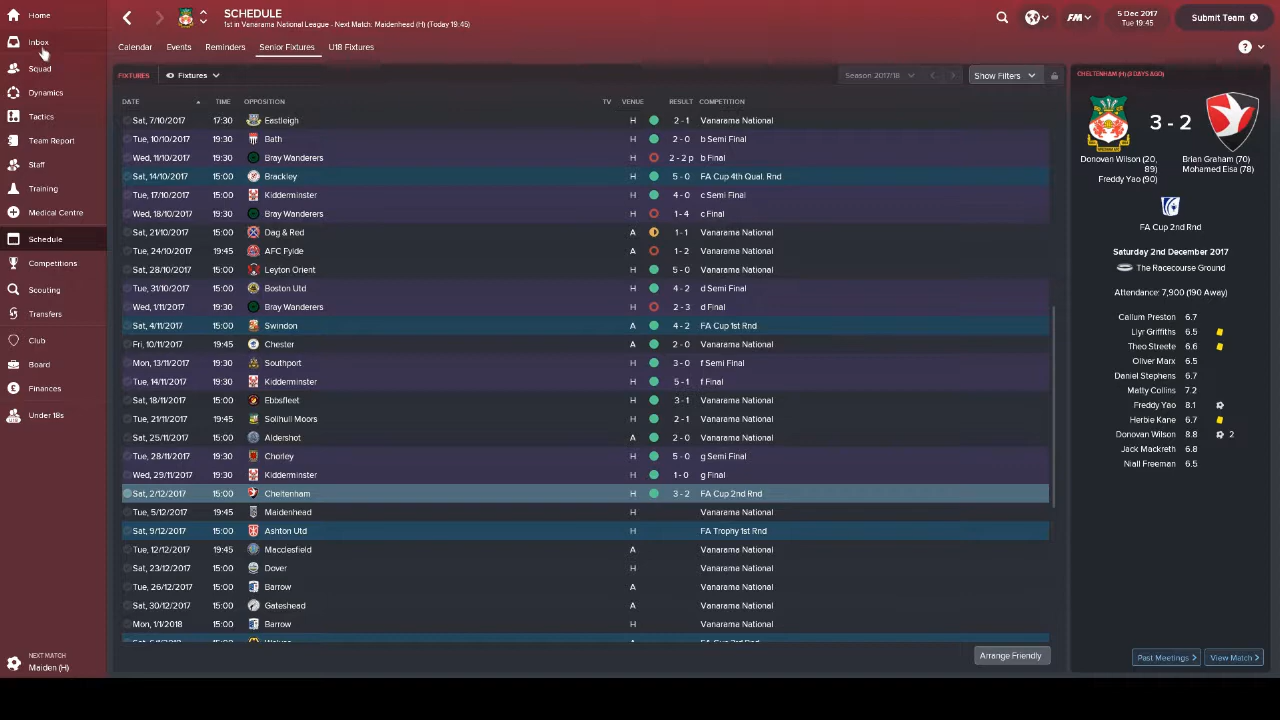 Home
Inbox
Squad
Dynamics
Tactics
Team Report
Staff
Training
Medical Centre
Schedule
Competitions
Scouting
Transfers
Club
Board
Finances
Under 18s
NEXT MATCH
Maiden (H)
SCHEDULE
1st in Vanarama National League - Next Match: Maidenhead (H) (Today 19:45)
FM
5 Dec 2017
Tue 19:45
Submit Team
Calendar Events Reminders Senior Fixtures U18 Fixtures
?
FIXTURES Fixtures Season 2017/18 Show Filters
DATE TIME OPPOSITION TV VENUE RESULT COMPETITION
Sat, 7/10/2017 17:30 Eastleigh H 2 - 1 Vanarama National
Tue, 10/10/2017 19:30 Bath H 2 - 0 b Semi Final
Wed, 11/10/2017 19:30 Bray Wanderers H 2 - 2 p b Final
Sat, 14/10/2017 15:00 Brackley H 5 - 0 FA Cup 4th Qual. Rnd
Tue, 17/10/2017 19:30 Kidderminster H 4 - 0 c Semi Final
Wed, 18/10/2017 19:30 Bray Wanderers H 1 - 4 c Final
Sat, 21/10/2017 15:00 Dag & Red A 1 - 1 Vanarama National
Tue, 24/10/2017 19:45 AFC Fylde A 1 - 2 Vanarama National
Sat, 28/10/2017 15:00 Leyton Orient H 5 - 0 Vanarama National
Tue, 31/10/2017 19:30 Boston Utd H 4 - 2 d Semi Final
Wed, 1/11/2017 19:30 Bray Wanderers H 2 - 3 d Final
Sat, 4/11/2017 15:00 Swindon A 4 - 2 FA Cup 1st Rnd
Fri, 10/11/2017 19:45 Chester A 2 - 0 Vanarama National
Mon, 13/11/2017 19:30 Southport H 3 - 0 f Semi Final
Tue, 14/11/2017 19:30 Kidderminster H 5 - 1 f Final
Sat, 18/11/2017 15:00 Ebbsfleet H 3 - 1 Vanarama National
Tue, 21/11/2017 19:45 Solihull Moors H 2 - 1 Vanarama National
Sat, 25/11/2017 15:00 Aldershot A 2 - 0 Vanarama National
Tue, 28/11/2017 19:30 Chorley H 5 - 0 g Semi Final
Wed, 29/11/2017 19:30 Kidderminster H 1 - 0 g Final
Sat, 2/12/2017 15:00 Cheltenham H 3 - 2 FA Cup 2nd Rnd
Tue, 5/12/2017 19:45 Maidenhead H Vanarama National
Sat, 9/12/2017 15:00 Ashton Utd H FA Trophy 1st Rnd
Tue, 12/12/2017 19:45 Macclesfield A Vanarama National
Sat, 23/12/2017 15:00 Dover H Vanarama National
Tue, 26/12/2017 15:00 Barrow A Vanarama National
Sat, 30/12/2017 15:00 Gateshead A Vanarama National
Mon, 1/1/2018 15:00 Barrow H Vanarama National
Arrange Friendly
CHELTENHAM (H) (3 DAYS AGO)
3 - 2
Donovan Wilson (20, 89)
Freddy Yao (90)
Brian Graham (70)
Mohamed Eisa (78)
FA Cup 2nd Rnd
Saturday 2nd December 2017
The Racecourse Ground
Attendance: 7,900 (190 Away)
Callum Preston 6.7
Llyr Griffiths 6.5
Theo Streete 6.6
Oliver Marx 6.5
Daniel Stephens 6.7
Matty Collins 7.2
Freddy Yao 8.1
Herbie Kane 6.7
Donovan Wilson 8.8 2
Jack Mackreth 6.8
Niall Freeman 6.5
Past Meetings > View Match >